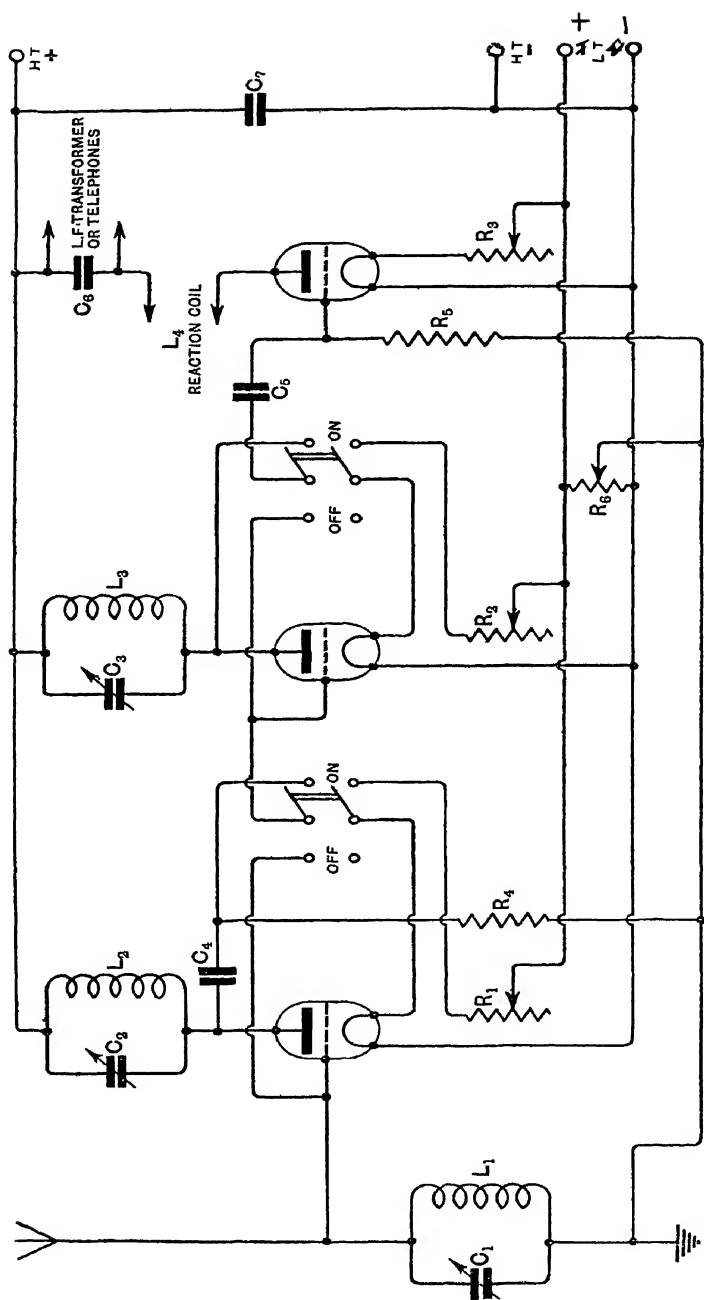 HT
+
L.F. TRANSFORMER
OR TELEPHONES
C6
C7
HT
-
+
LT
-
L4
REACTION COIL
L3
C3
L2
C2
C4
C5
ON
OFF
ON
OFF
R3
R5
R6
R2
R4
R1
L1
C1